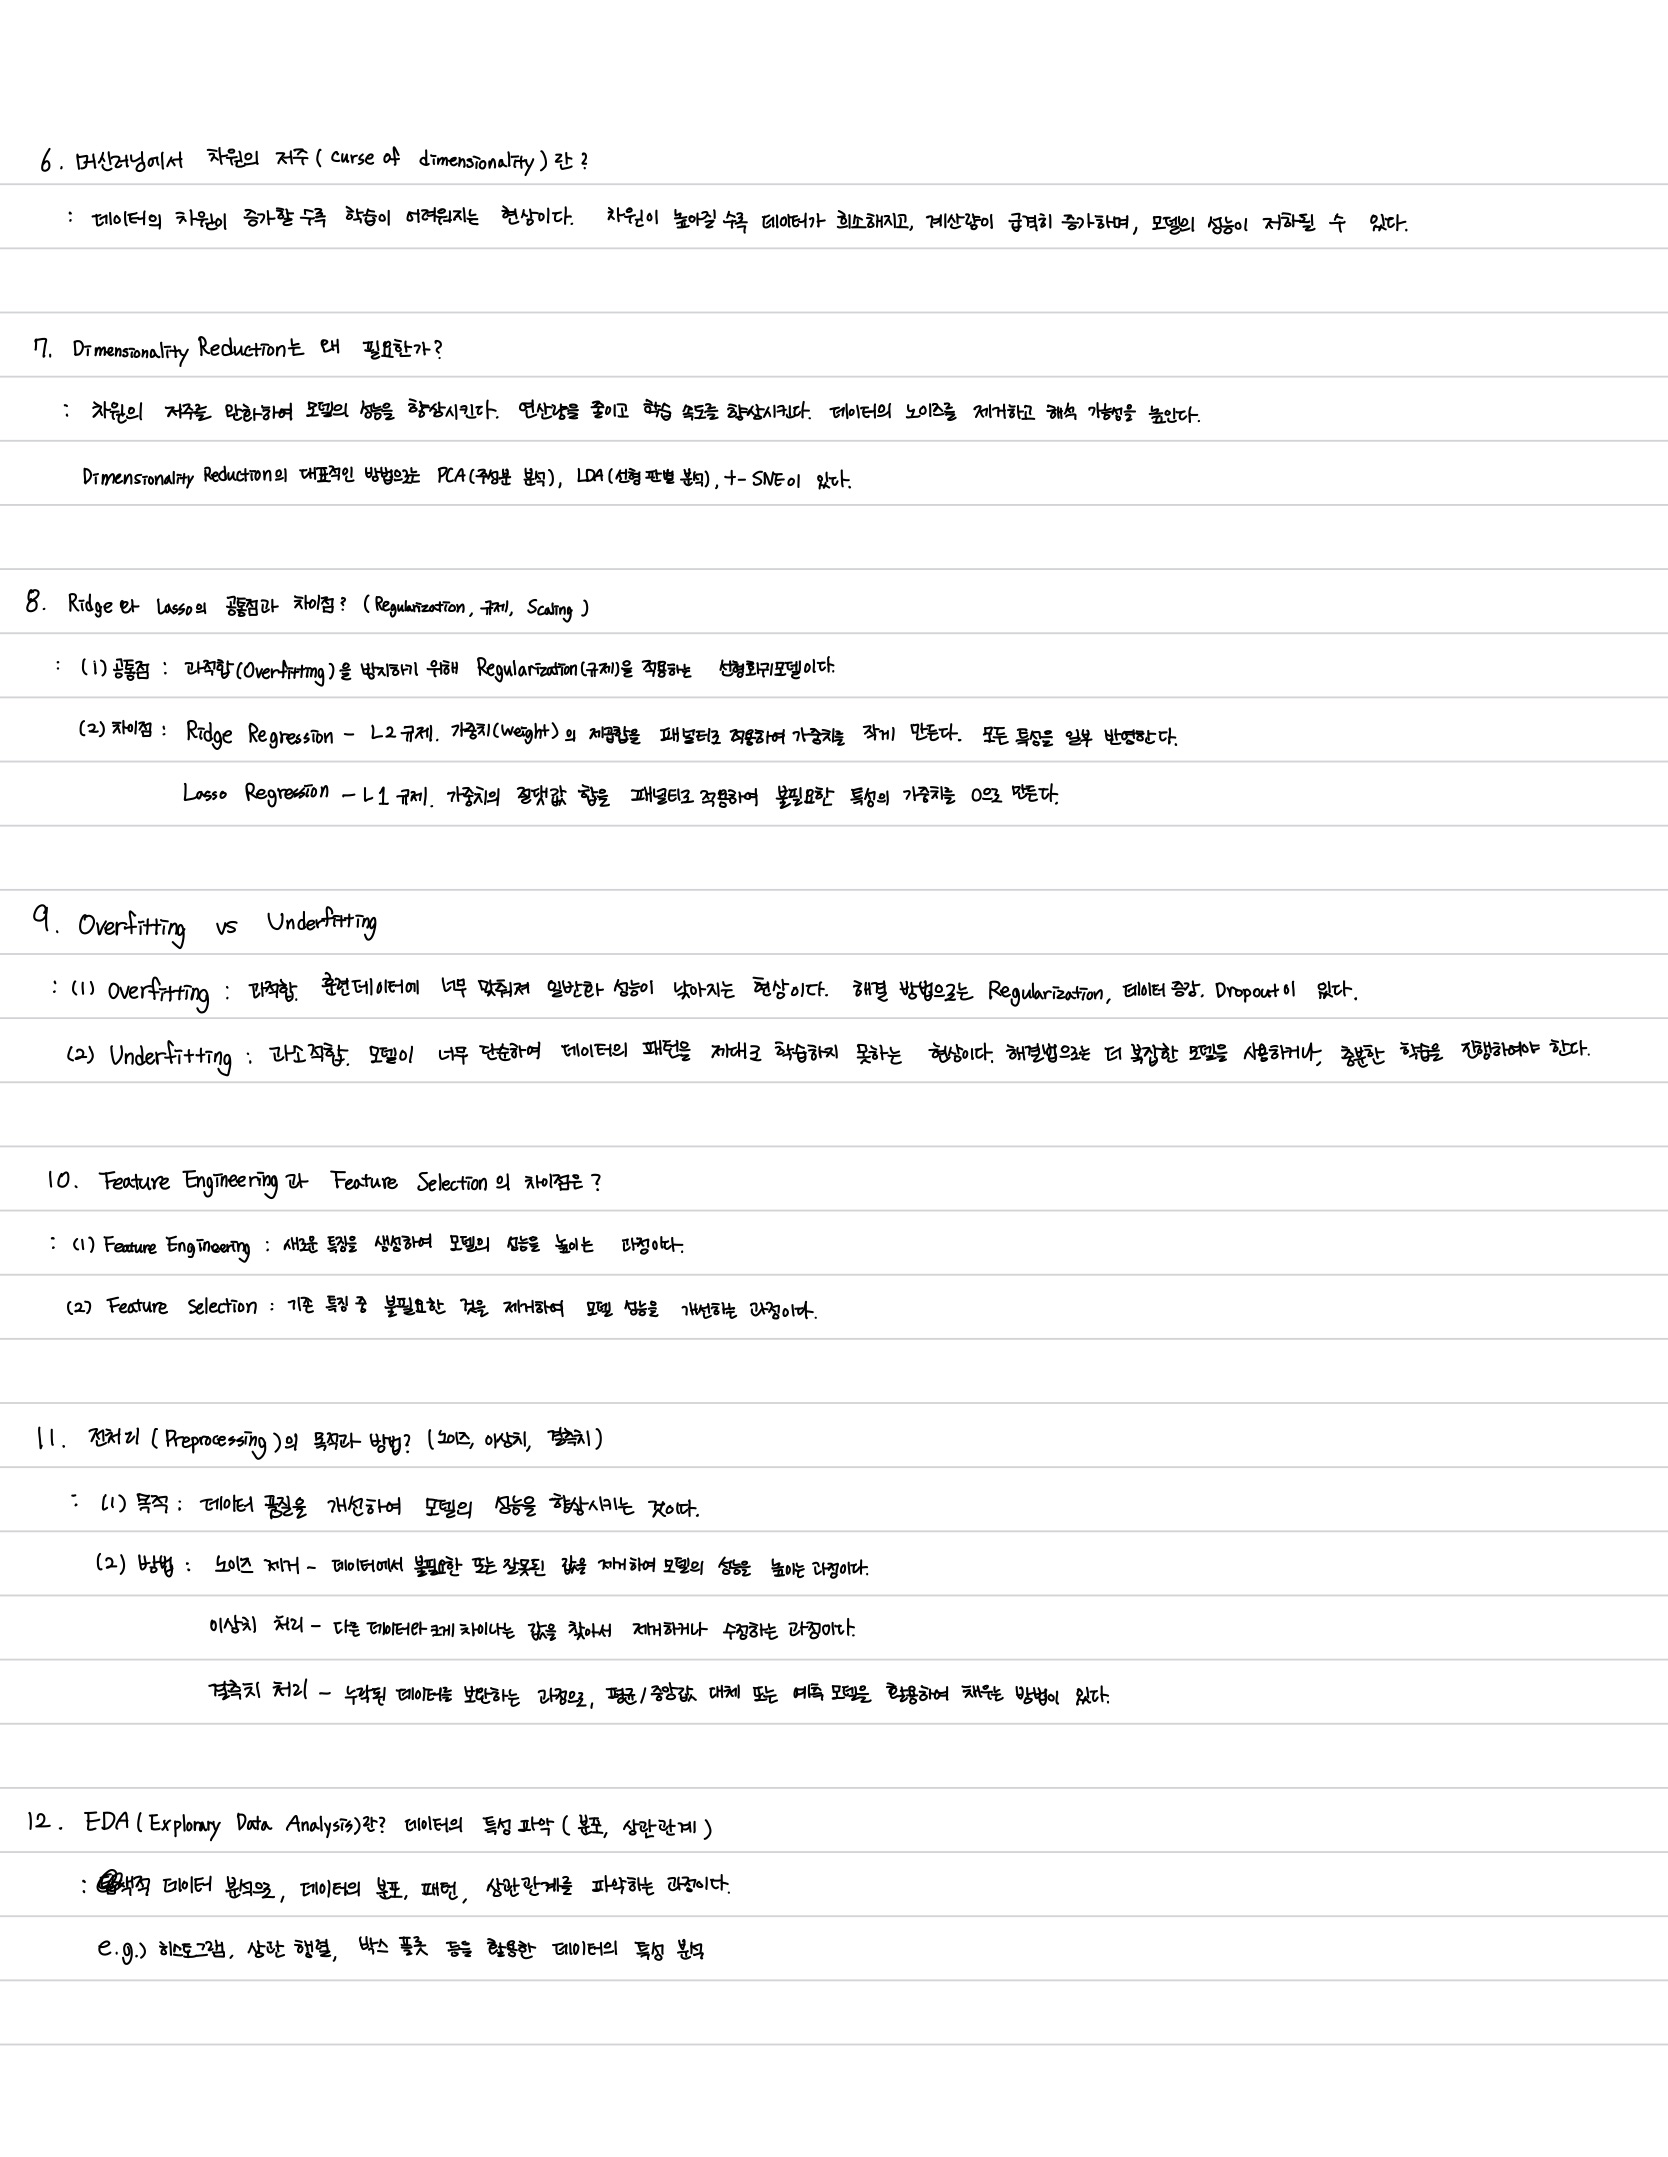 6. 머신러닝에서 차원의 저주 (curse of dimensionality) 란?
: 데이터의 차원이 증가할 수록 학습이 어려워지는 현상이다. 차원이 높아질 수록 데이터가 희소해지고, 계산량이 급격히 증가하며, 모델의 성능이 저하될 수 있다.
7. Dimensionality Reduction는 왜 필요한가?
: 차원의 저주를 완화하여 모델의 성능을 향상시킨다. 연산량을 줄이고 학습 속도를 향상시킨다. 데이터의 노이즈를 제거하고 해석 가능성을 높인다.
Dimensionality Reduction의 대표적인 방법으로는 PCA (주성분 분석), LDA (선형 판별 분석), t-SNE이 있다.
8. Ridge 와 Lasso의 공통점과 차이점? (Regularization, 규제, Scaling)
: (1) 공통점 : 과적합(Overfitting)을 방지하기 위해 Regularization(규제)을 적용하는 선형회귀모델이다.
(2) 차이점 : Ridge Regression - L2 규제. 가중치(weight)의 제곱합을 패널티로 적용하여 가중치를 작게 만든다. 모든 특성을 일부 반영한다.
Lasso Regression - L1 규제. 가중치의 절댓값 합을 패널티로 적용하여 불필요한 특성의 가중치를 0으로 만든다.
9. Overfitting vs Underfitting
: (1) Overfitting : 과적합. 훈련데이터에 너무 맞춰져 일반화 성능이 낮아지는 현상이다. 해결 방법으로는 Regularization, 데이터 증강. Dropout이 있다.
(2) Underfitting : 과소적합. 모델이 너무 단순하여 데이터의 패턴을 제대로 학습하지 못하는 현상이다. 해결법으로는 더 복잡한 모델을 사용하거나, 충분한 학습을 진행하여야 한다.
10. Feature Engineering과 Feature Selection의 차이점은?
: (1) Feature Engineering : 새로운 특징을 생성하여 모델의 성능을 높이는 과정이다.
(2) Feature Selection : 기존 특징 중 불필요한 것을 제거하여 모델 성능을 개선하는 과정이다.
11. 전처리 (Preprocessing)의 목적과 방법? (노이즈, 이상치, 결측치)
: (1) 목적 : 데이터 품질을 개선하여 모델의 성능을 향상시키는 것이다.
(2) 방법 : 노이즈 제거 - 데이터에서 불필요한 또는 잘못된 값을 제거하여 모델의 성능을 높이는 과정이다.
이상치 처리 - 다른 데이터와 크게 차이나는 값을 찾아서 제거하거나 수정하는 과정이다.
결측치 처리 - 누락된 데이터를 보완하는 과정으로, 평균/중앙값 대체 또는 예측 모델을 활용하여 채우는 방법이 있다.
12. EDA (Explorary Data Analysis)란? 데이터의 특성 파악 (분포, 상관관계)
: 탐색적 데이터 분석으로, 데이터의 분포, 패턴, 상관관계를 파악하는 과정이다.
e.g.) 히스토그램, 상관 행렬, 박스 플롯 등을 활용한 데이터의 특성 분석